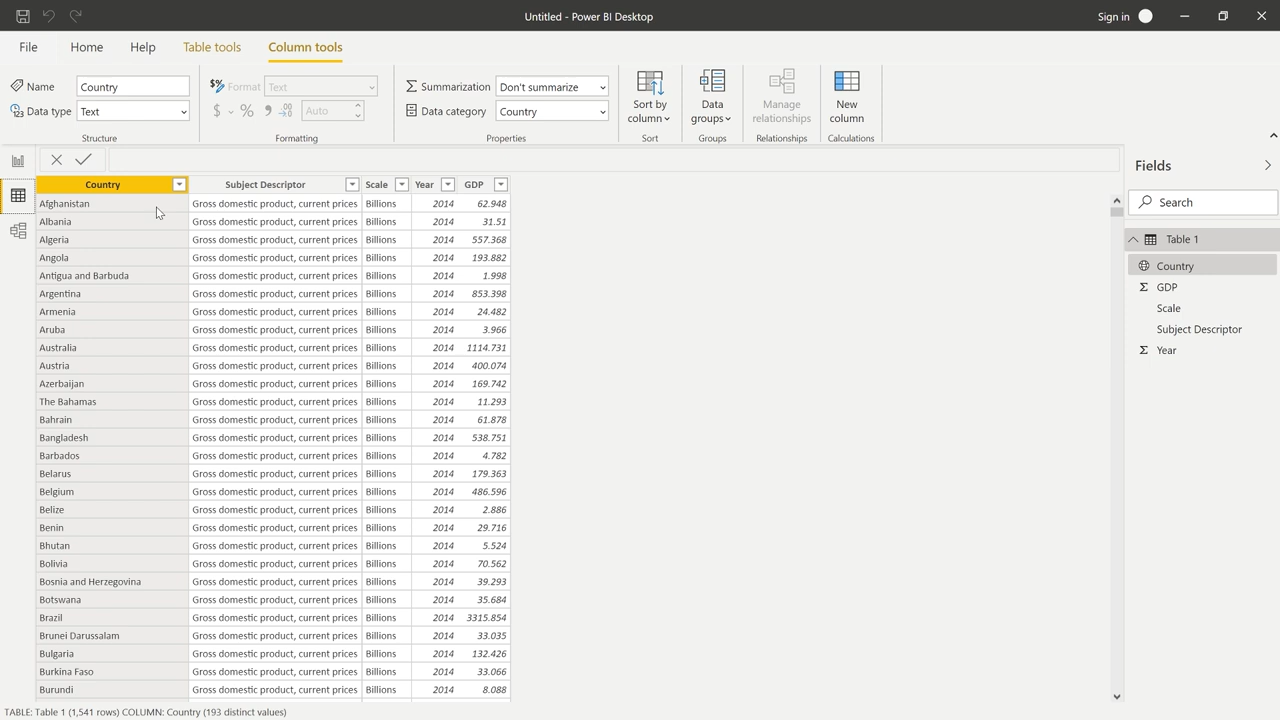 Untitled - Power BI Desktop
Sign in
File Home Help Table tools Column tools
Name Country
Data type Text
Structure
Format Text
$ % Auto
Formatting
Summarization Don't summarize
Data category Country
Properties
Sort by column
Sort
Data groups
Groups
Manage relationships
Relationships
New column
Calculations
Country Subject Descriptor Scale Year GDP
Afghanistan Gross domestic product, current prices Billions 2014 62.948
Albania Gross domestic product, current prices Billions 2014 31.51
Algeria Gross domestic product, current prices Billions 2014 557.368
Angola Gross domestic product, current prices Billions 2014 193.882
Antigua and Barbuda Gross domestic product, current prices Billions 2014 1.998
Argentina Gross domestic product, current prices Billions 2014 853.398
Armenia Gross domestic product, current prices Billions 2014 24.482
Aruba Gross domestic product, current prices Billions 2014 3.966
Australia Gross domestic product, current prices Billions 2014 1114.731
Austria Gross domestic product, current prices Billions 2014 400.074
Azerbaijan Gross domestic product, current prices Billions 2014 169.742
The Bahamas Gross domestic product, current prices Billions 2014 11.293
Bahrain Gross domestic product, current prices Billions 2014 61.878
Bangladesh Gross domestic product, current prices Billions 2014 538.751
Barbados Gross domestic product, current prices Billions 2014 4.782
Belarus Gross domestic product, current prices Billions 2014 179.363
Belgium Gross domestic product, current prices Billions 2014 486.596
Belize Gross domestic product, current prices Billions 2014 2.886
Benin Gross domestic product, current prices Billions 2014 29.716
Bhutan Gross domestic product, current prices Billions 2014 5.524
Bolivia Gross domestic product, current prices Billions 2014 70.562
Bosnia and Herzegovina Gross domestic product, current prices Billions 2014 39.293
Botswana Gross domestic product, current prices Billions 2014 35.684
Brazil Gross domestic product, current prices Billions 2014 3315.854
Brunei Darussalam Gross domestic product, current prices Billions 2014 33.035
Bulgaria Gross domestic product, current prices Billions 2014 132.426
Burkina Faso Gross domestic product, current prices Billions 2014 33.066
Burundi Gross domestic product, current prices Billions 2014 8.088
Fields
Search
Table 1
Country
GDP
Scale
Subject Descriptor
Year
TABLE: Table 1 (1,541 rows) COLUMN: Country (193 distinct values)